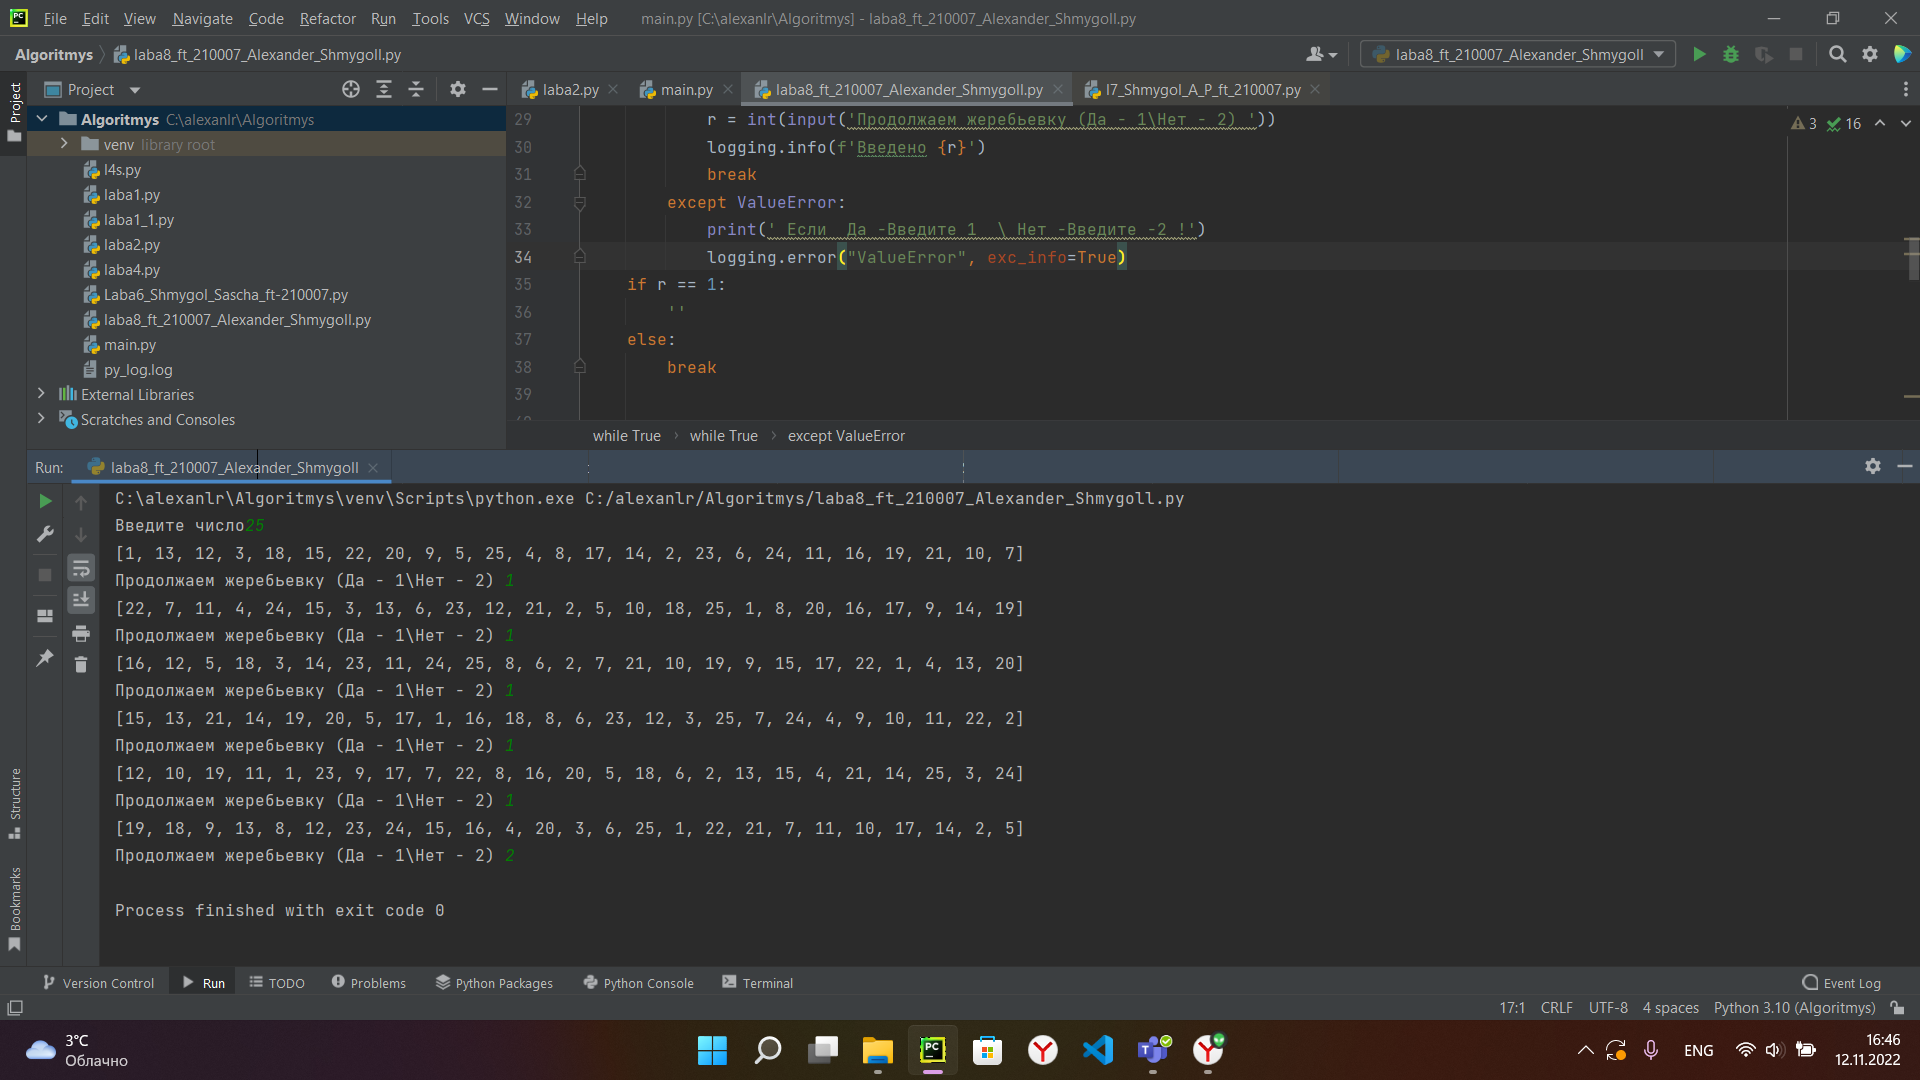 File Edit View Navigate Code Refactor Run Tools VCS Window Help main.py [C:\alexanlr\Algoritmys] - laba8_ft_210007_Alexander_Shmygoll.py
Algoritmys laba8_ft_210007_Alexander_Shmygoll.py laba8_ft_210007_Alexander_Shmygoll
Project
Project
laba2.py main.py laba8_ft_210007_Alexander_Shmygoll.py l7_Shmygol_A_P_ft_210007.py
Algoritmys C:\alexanlr\Algoritmys
venv library root
l4s.py
laba1.py
laba1_1.py
laba2.py
laba4.py
Laba6_Shmygol_Sascha_ft-210007.py
laba8_ft_210007_Alexander_Shmygoll.py
main.py
py_log.log
External Libraries
Scratches and Consoles
29 r = int(input('Продолжаем жеребьевку (Да - 1\Нет - 2) '))
30 logging.info(f'Введено {r}')
31 break
32 except ValueError:
33 print(' Если  Да -Введите 1  \ Нет -Введите -2 !')
34 logging.error("ValueError", exc_info=True)
35 if r == 1:
36 ''
37 else:
38 break
39
3 16
while True › while True › except ValueError
Run: laba8_ft_210007_Alexander_Shmygoll
C:\alexanlr\Algoritmys\venv\Scripts\python.exe C:/alexanlr/Algoritmys/laba8_ft_210007_Alexander_Shmygoll.py
Введите число25
[1, 13, 12, 3, 18, 15, 22, 20, 9, 5, 25, 4, 8, 17, 14, 2, 23, 6, 24, 11, 16, 19, 21, 10, 7]
Продолжаем жеребьевку (Да - 1\Нет - 2) 1
[22, 7, 11, 4, 24, 15, 3, 13, 6, 23, 12, 21, 2, 5, 10, 18, 25, 1, 8, 20, 16, 17, 9, 14, 19]
Продолжаем жеребьевку (Да - 1\Нет - 2) 1
[16, 12, 5, 18, 3, 14, 23, 11, 24, 25, 8, 6, 2, 7, 21, 10, 19, 9, 15, 17, 22, 1, 4, 13, 20]
Продолжаем жеребьевку (Да - 1\Нет - 2) 1
[15, 13, 21, 14, 19, 20, 5, 17, 1, 16, 18, 8, 6, 23, 12, 3, 25, 7, 24, 4, 9, 10, 11, 22, 2]
Продолжаем жеребьевку (Да - 1\Нет - 2) 1
[12, 10, 19, 11, 1, 23, 9, 17, 7, 22, 8, 16, 20, 5, 18, 6, 2, 13, 15, 4, 21, 14, 25, 3, 24]
Продолжаем жеребьевку (Да - 1\Нет - 2) 1
[19, 18, 9, 13, 8, 12, 23, 24, 15, 16, 4, 20, 3, 6, 25, 1, 22, 21, 7, 11, 10, 17, 14, 2, 5]
Продолжаем жеребьевку (Да - 1\Нет - 2) 2
Process finished with exit code 0
Structure
Bookmarks
Version Control Run TODO Problems Python Packages Python Console Terminal Event Log
17:1 CRLF UTF-8 4 spaces Python 3.10 (Algoritmys)
3°C
Облачно
ENG
16:46
12.11.2022